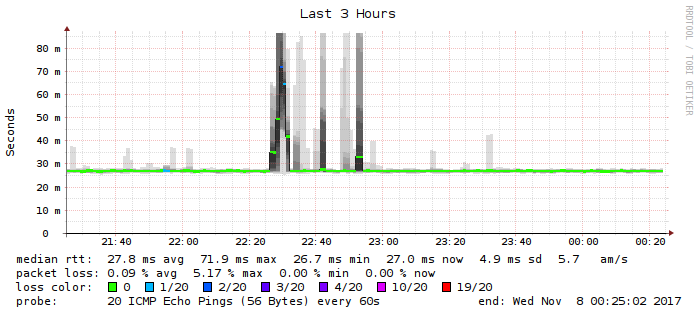 Last 3 Hours
RRDTOOL / TOBI OETIKER
Seconds
80 m
70 m
60 m
50 m
40 m
30 m
20 m
10 m
0
21:40 22:00 22:20 22:40 23:00 23:20 23:40 00:00 00:20
median rtt: 27.8 ms avg 71.9 ms max 26.7 ms min 27.0 ms now 4.9 ms sd 5.7 am/s
packet loss: 0.09 % avg 5.17 % max 0.00 % min 0.00 % now
loss color: 0 1/20 2/20 3/20 4/20 10/20 19/20
probe: 20 ICMP Echo Pings (56 Bytes) every 60s end: Wed Nov 8 00:25:02 2017